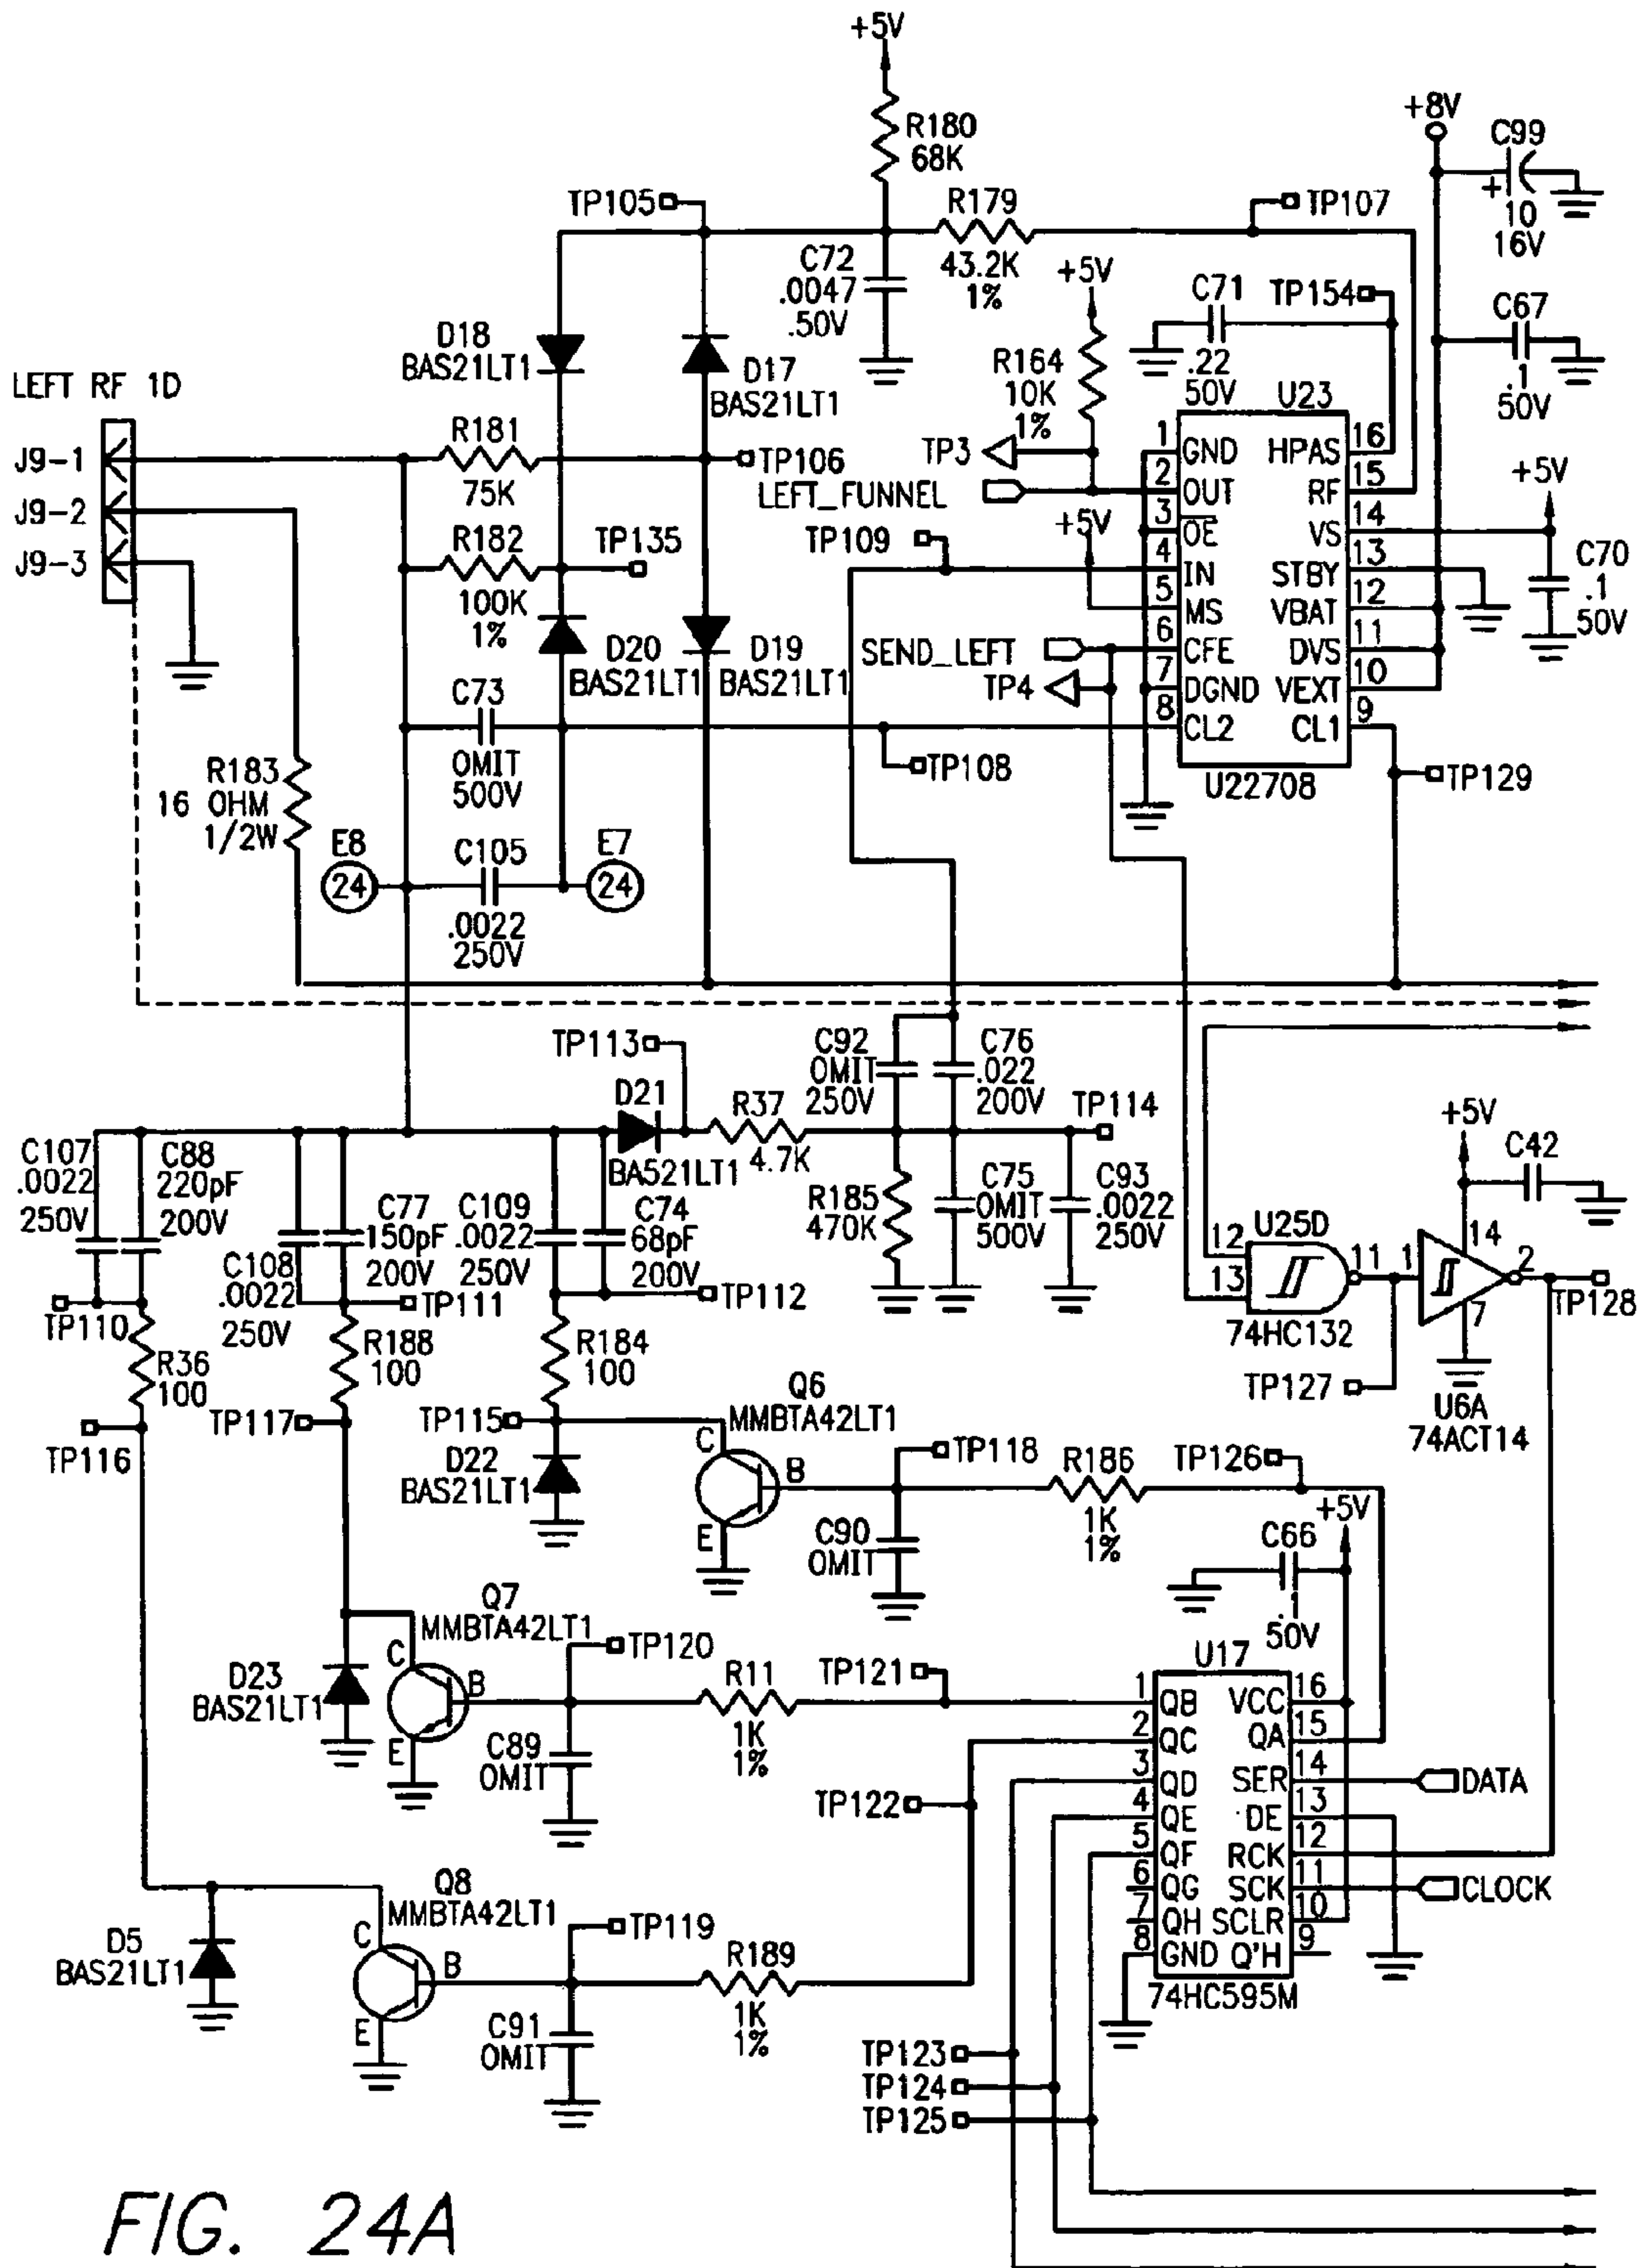 +5V
R180
68K
+8V
C99
+
10
16V
TP105
R179
43.2K
1%
TP107
C72
.0047
.50V
+5V
C71
.22
50V
TP154
C67
.1
50V
D18
BAS21LT1
D17
BAS21LT1
R164
10K
1%
U23
LEFT RF 1D
J9-1
J9-2
J9-3
R181
75K
TP106
LEFT_FUNNEL
TP3
+5V
R182
100K
1%
TP135
TP109
+5V
1 GND HPAS 16
2 OUT RF 15
3 OE VS 14
4 IN STBY 13
5 MS VBAT 12
6 CFE DVS 11
7 DGND VEXT 10
8 CL2 CL1 9
U22708
C70
.1
50V
D20
BAS21LT1
D19
BAS21LT1
SEND_LEFT
TP4
C73
OMIT
500V
TP108
TP129
R183
16 OHM
1/2W
E8
24
C105
.0022
250V
E7
24
TP113
C92
OMIT
250V
C76
.022
200V
D21
BA521LT1
R37
4.7K
TP114
+5V
C42
C107
.0022
250V
C88
220pF
200V
C77
150pF
200V
C108
.0022
250V
C109
.0022
250V
C74
68pF
200V
R185
470K
C75
OMIT
500V
C93
.0022
250V
12
13
U25D
11
74HC132
1
14
2
7
TP128
TP110
TP111
TP112
R36
100
R188
100
R184
100
TP127
U6A
74ACT14
TP116
TP117
TP115
Q6
MMBTA42LT1
C
B
E
D22
BAS21LT1
TP118
R186
1K
1%
TP126
+5V
C90
OMIT
C66
.1
50V
Q7
MMBTA42LT1
C
B
E
TP120
D23
BAS21LT1
R11
1K
1%
TP121
C89
OMIT
U17
1 QB VCC 16
2 QC QA 15
3 QD SER 14
4 QE DE 13
5 QF RCK 12
6 QG SCK 11
7 QH SCLR 10
8 GND Q'H 9
74HC595M
DATA
CLOCK
TP122
Q8
MMBTA42LT1
C
B
E
TP119
D5
BAS21LT1
R189
1K
1%
C91
OMIT
TP123
TP124
TP125
FIG. 24A